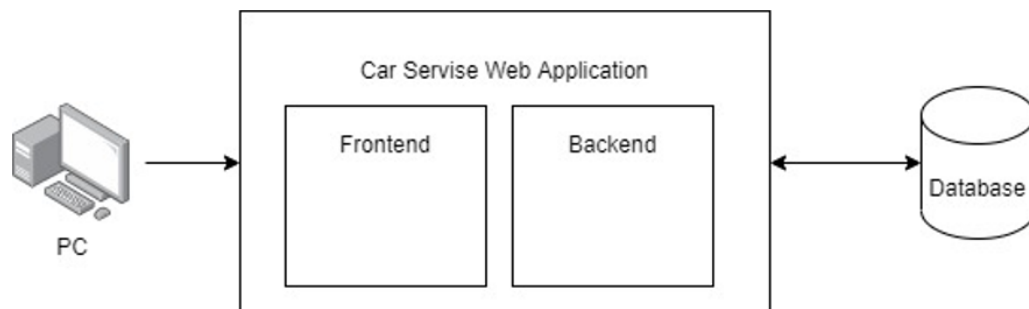 Car Servise Web Application
Frontend
Backend
PC
Database